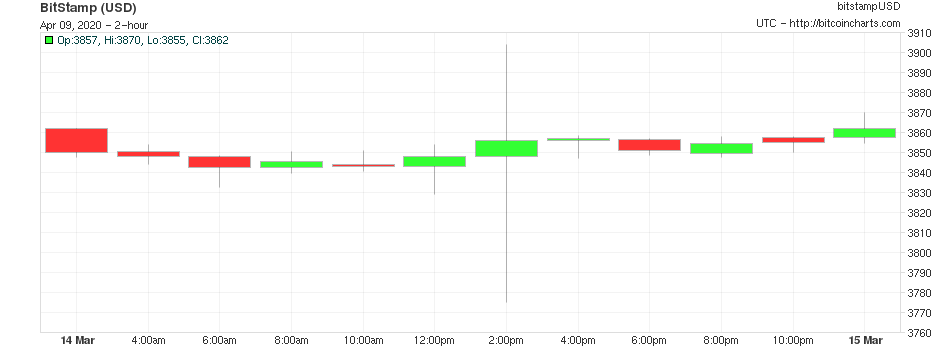 BitStamp (USD)
bitstampUSD
Apr 09, 2020 - 2-hour
UTC - http://bitcoincharts.com
Op:3857, Hi:3870, Lo:3855, Cl:3862
3910
3900
3890
3880
3870
3860
3850
3840
3830
3820
3810
3800
3790
3780
3770
3760
14 Mar 4:00am 6:00am 8:00am 10:00am 12:00pm 2:00pm 4:00pm 6:00pm 8:00pm 10:00pm 15 Mar